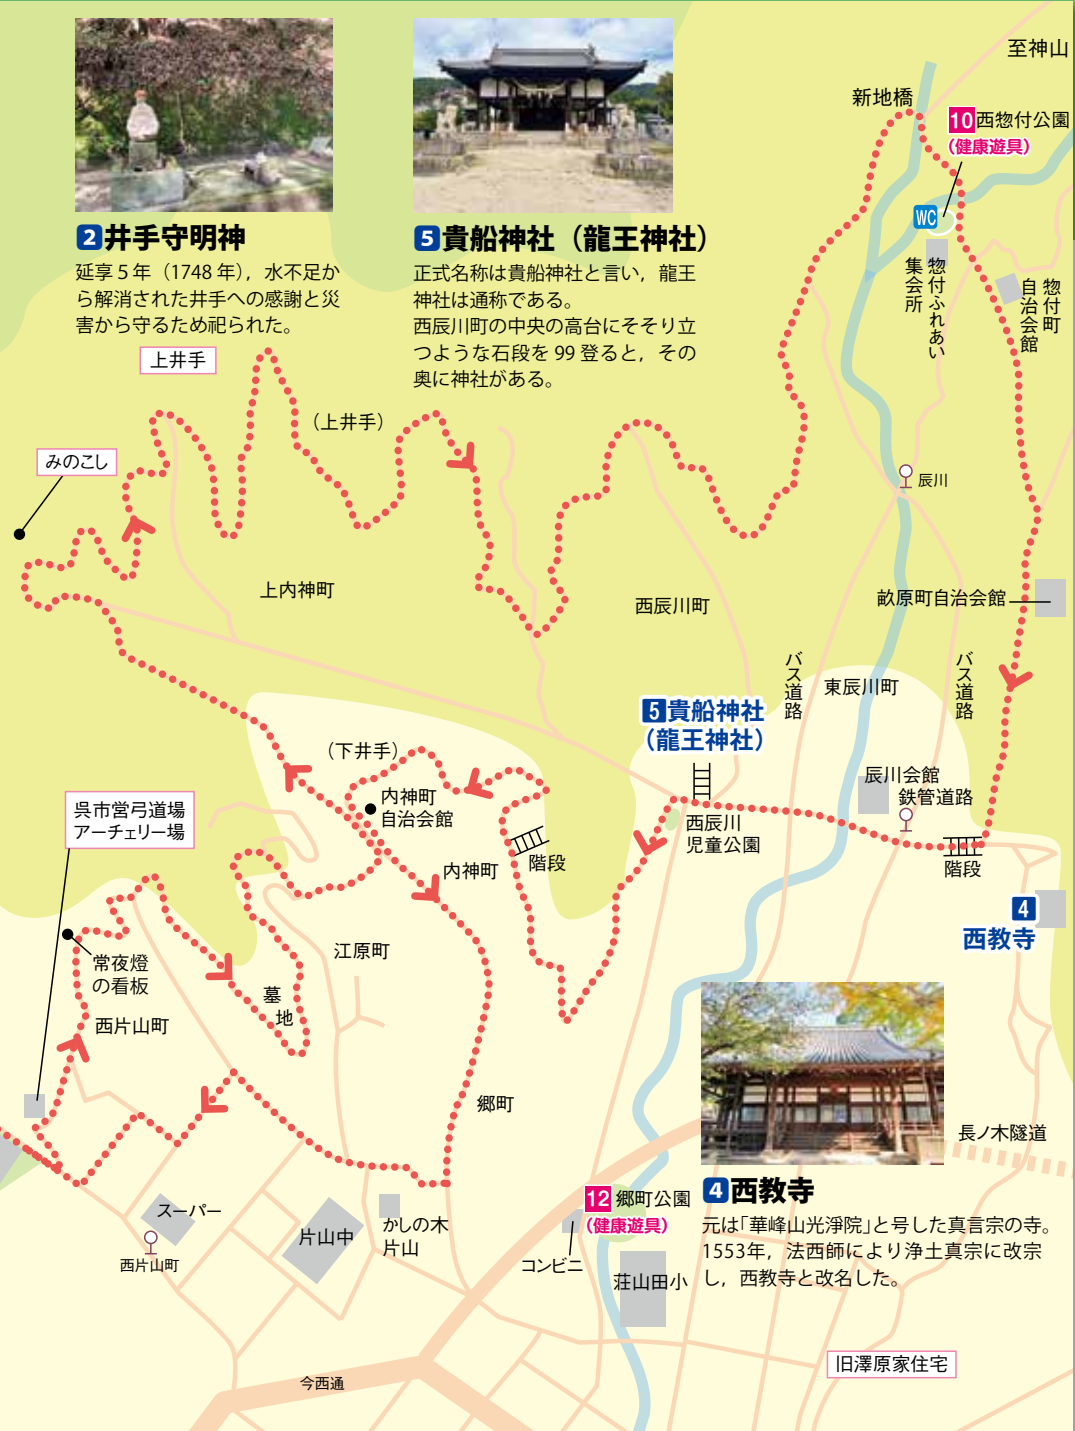 至神山
新地橋
10西惣付公園
（健康遊具）
WC
2井手守明神
延享５年（1748 年），水不足か
ら解消された井手への感謝と災
害から守るため祀られた。
5貴船神社（龍王神社）
正式名称は貴船神社と言い，龍王
神社は通称である。
西辰川町の中央の高台にそそり立
つような石段を 99 登ると，その
奥に神社がある。
惣付ふれあい
集会所
惣付町
自治会館
上井手
（上井手）
みのこし
辰川
上内神町
西辰川町
畝原町自治会館
バス道路
東辰川町
バス道路
5貴船神社
（龍王神社）
（下井手）
内神町
自治会館
辰川会館
鉄管道路
呉市営弓道場
アーチェリー場
西辰川
児童公園
階段
内神町
階段
4
西教寺
江原町
常夜燈
の看板
墓
地
西片山町
郷町
長ノ木隧道
4西教寺
元は「華峰山光淨院」と号した真言宗の寺。
1553年，法西師により浄土真宗に改宗
し，西教寺と改名した。
12郷町公園
（健康遊具）
スーパー
西片山町
片山中
かしの木
片山
コンビニ
荘山田小
旧澤原家住宅
今西通